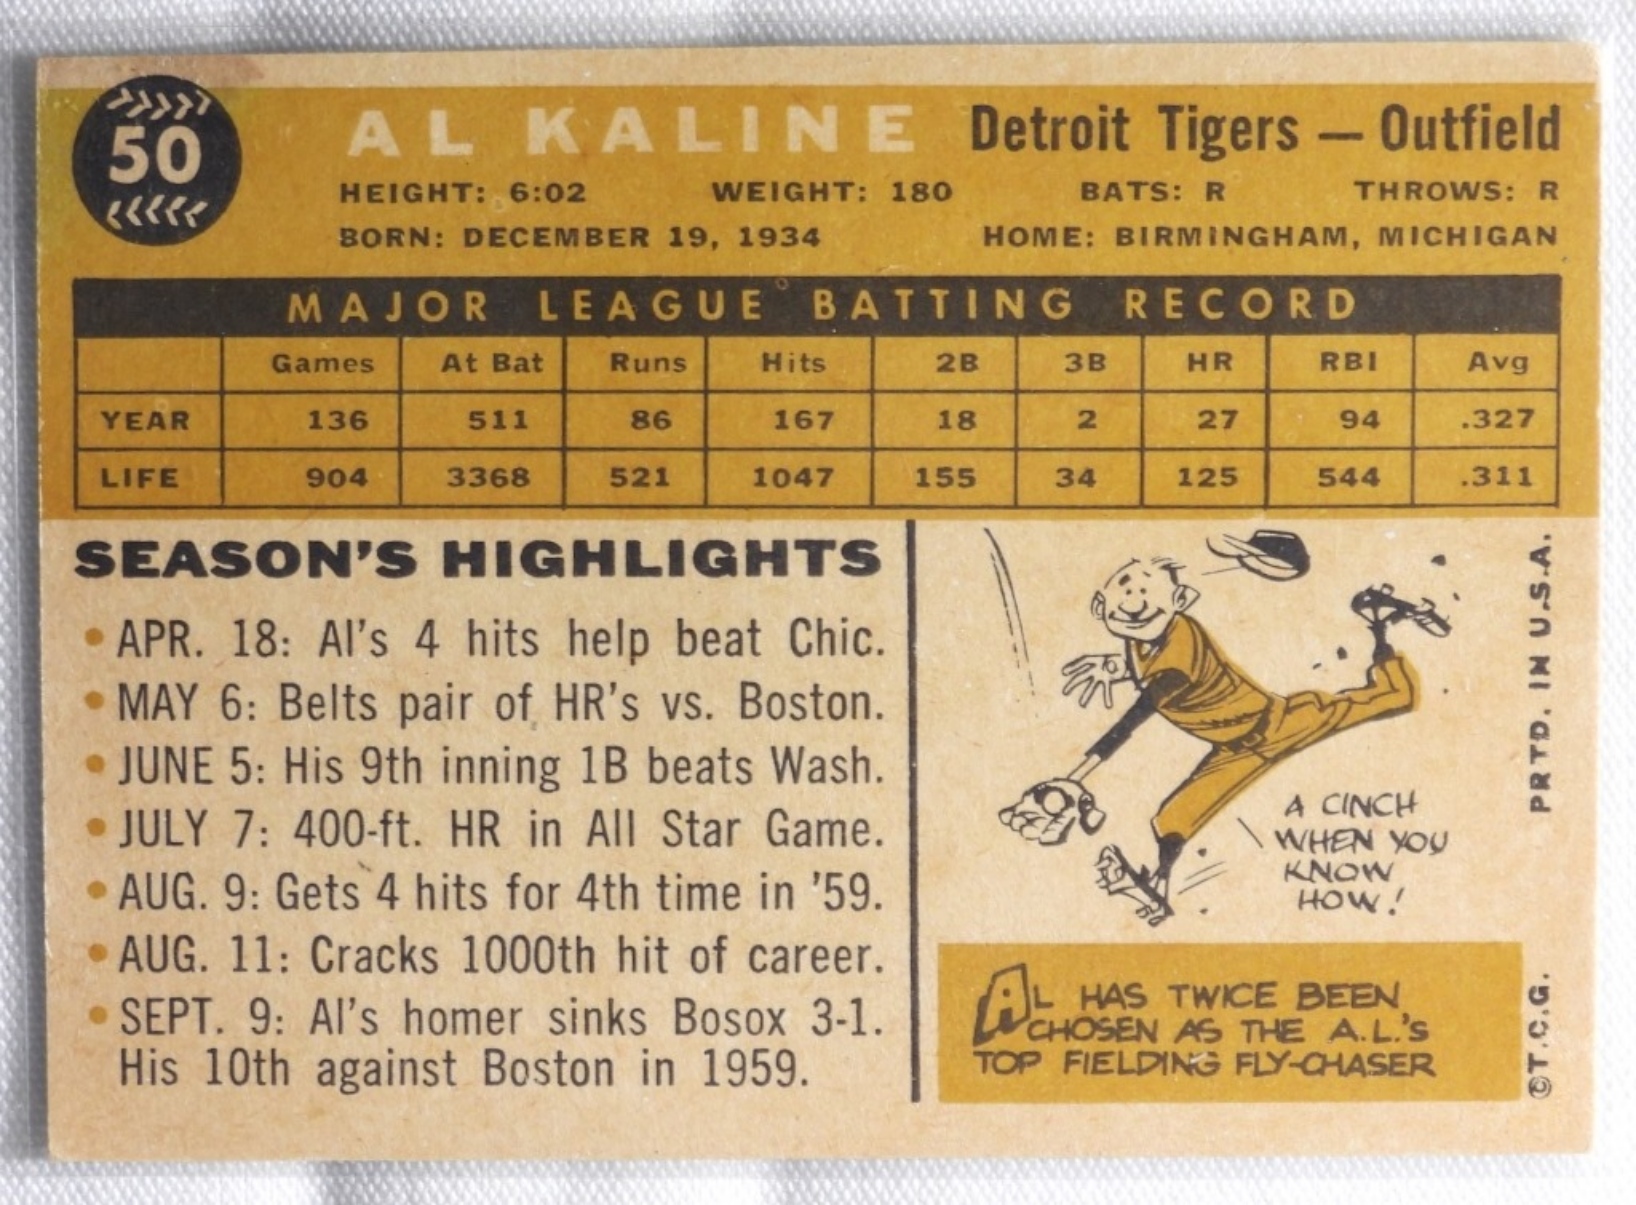 50
AL KALINE Detroit Tigers — Outfield
HEIGHT: 6:02 WEIGHT: 180 BATS: R THROWS: R
BORN: DECEMBER 19, 1934 HOME: BIRMINGHAM, MICHIGAN
MAJOR LEAGUE BATTING RECORD
Games At Bat Runs Hits 2B 3B HR RBI Avg
YEAR 136 511 86 167 18 2 27 94 .327
LIFE 904 3368 521 1047 155 34 125 544 .311
SEASON'S HIGHLIGHTS
• APR. 18: Al's 4 hits help beat Chic.
• MAY 6: Belts pair of HR's vs. Boston.
• JUNE 5: His 9th inning 1B beats Wash.
• JULY 7: 400-ft. HR in All Star Game.
• AUG. 9: Gets 4 hits for 4th time in '59.
• AUG. 11: Cracks 1000th hit of career.
• SEPT. 9: Al's homer sinks Bosox 3-1.
His 10th against Boston in 1959.
A CINCH
WHEN YOU
KNOW
HOW!
AL HAS TWICE BEEN
CHOSEN AS THE A.L.'s
TOP FIELDING FLY-CHASER
©T.C.G. PRTD. IN U.S.A.